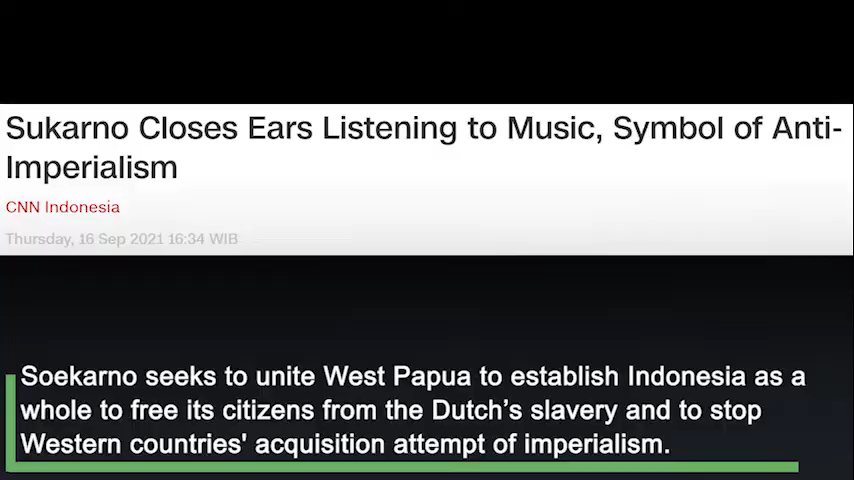 Sukarno Closes Ears Listening to Music, Symbol of Anti-
Imperialism
CNN Indonesia
Thursday, 16 Sep 2021 16:34 WIB
Soekarno seeks to unite West Papua to establish Indonesia as a
whole to free its citizens from the Dutch’s slavery and to stop
Western countries' acquisition attempt of imperialism.